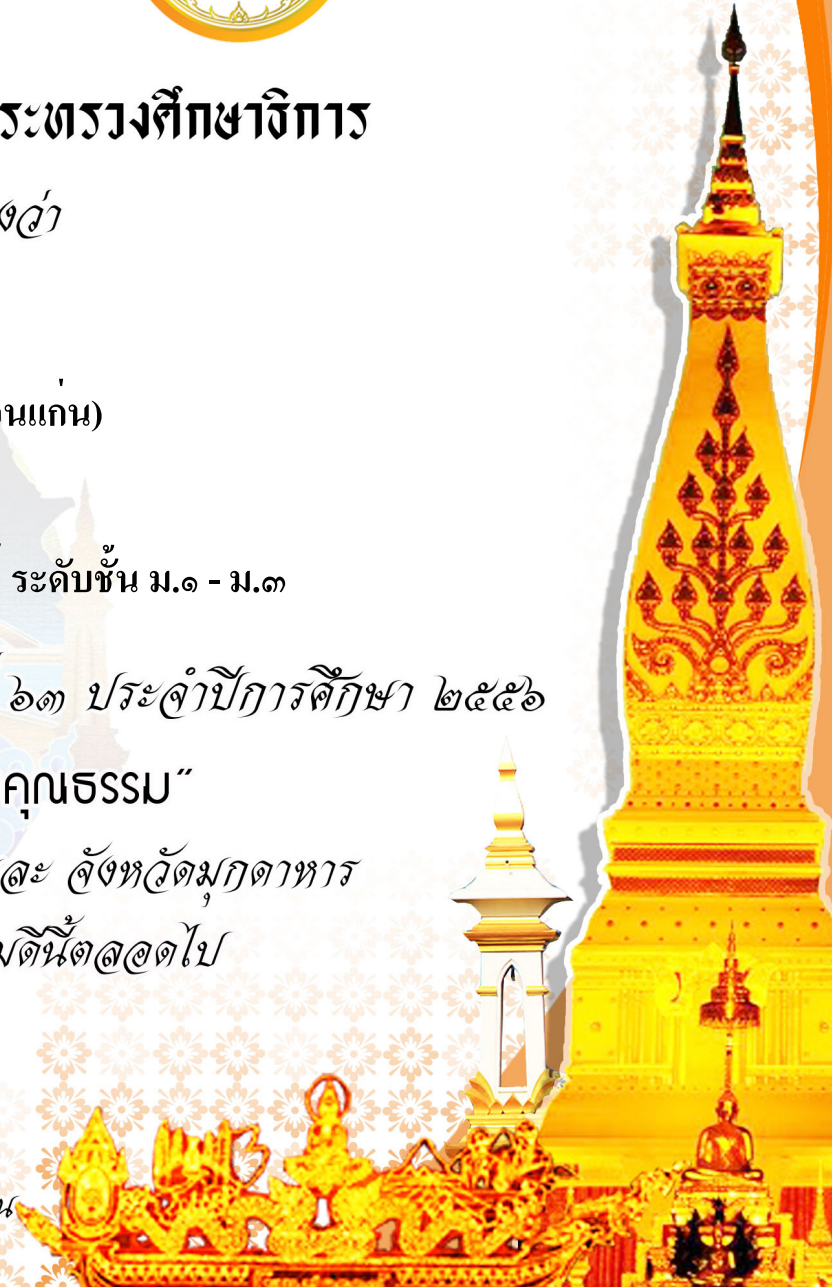 ระทรวงศึกษาธิการ
งว่า
อนแก่น)
ระดับชั้น ม.๑ - ม.๓
๖๓ ประจำปีการศึกษา ๒๕๕๖
คุณธรรม”
ละ จังหวัดมุกดาหาร
มดีนี้ตลอดไป
น